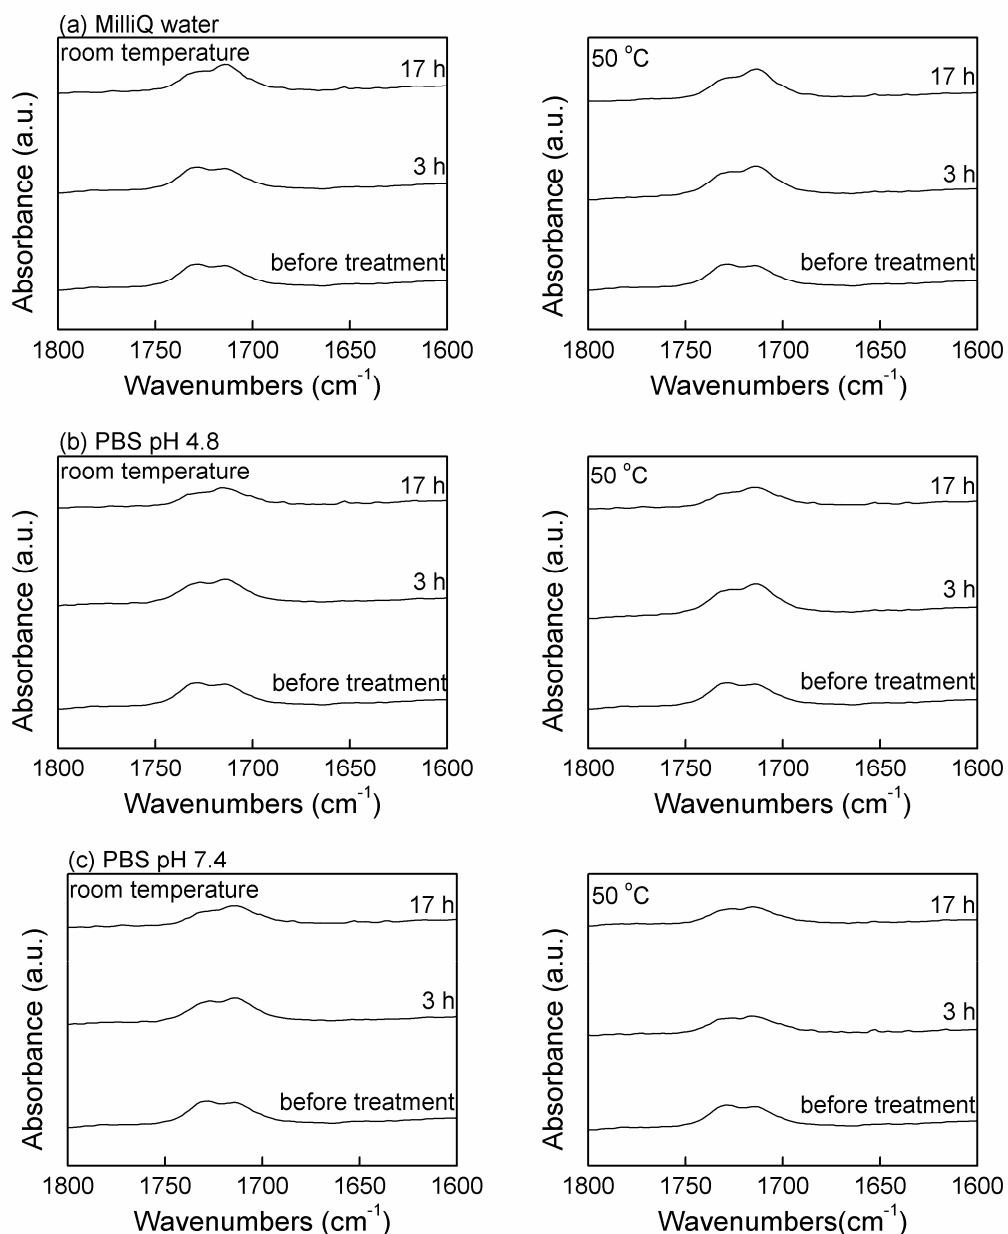 (a) MilliQ water
room temperature
17 h
3 h
before treatment
Absorbance (a.u.)
1800 1750 1700 1650 1600
Wavenumbers (cm⁻¹)
50 °C
17 h
3 h
before treatment
Absorbance (a.u.)
1800 1750 1700 1650 1600
Wavenumbers (cm⁻¹)
(b) PBS pH 4.8
room temperature
17 h
3 h
before treatment
Absorbance (a.u.)
1800 1750 1700 1650 1600
Wavenumbers (cm⁻¹)
50 °C
17 h
3 h
before treatment
Absorbance (a.u.)
1800 1750 1700 1650 1600
Wavenumbers (cm⁻¹)
(c) PBS pH 7.4
room temperature
17 h
3 h
before treatment
Absorbance (a.u.)
1800 1750 1700 1650 1600
Wavenumbers (cm⁻¹)
50 °C
17 h
3 h
before treatment
Absorbance (a.u.)
1800 1750 1700 1650 1600
Wavenumbers(cm⁻¹)